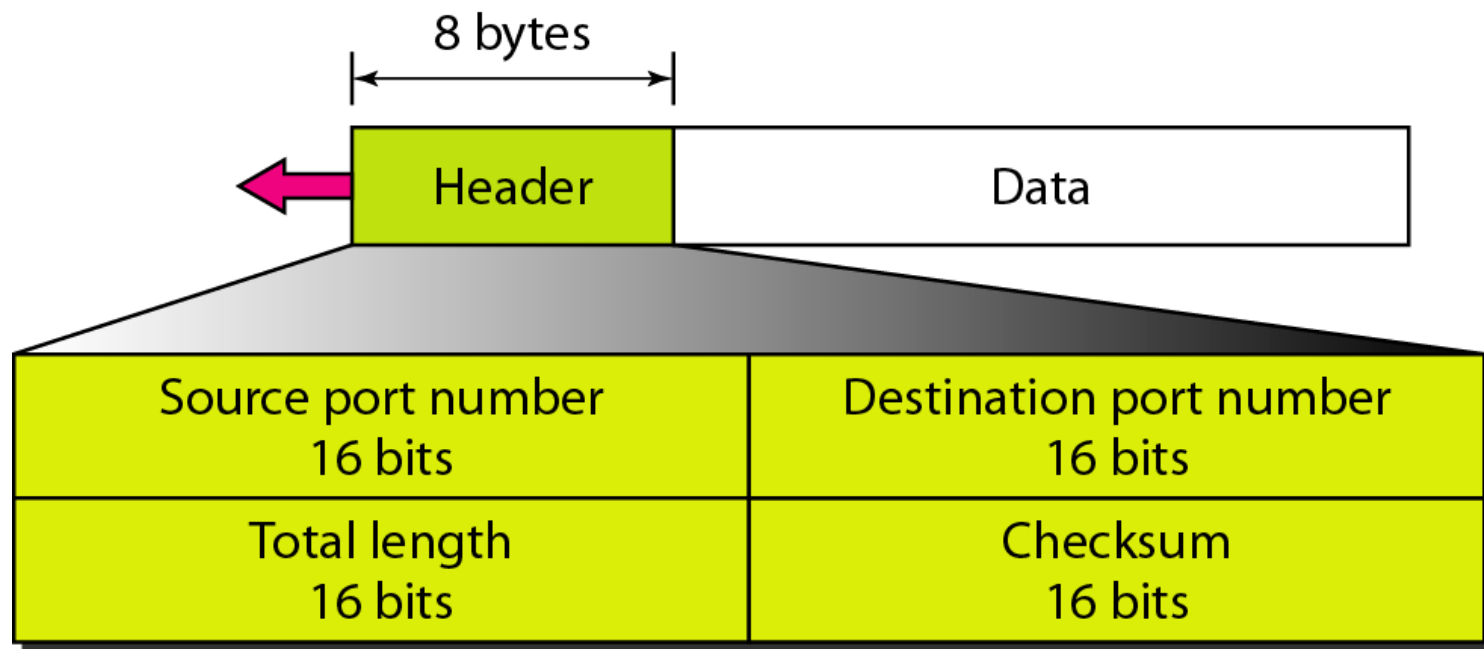 8 bytes
Header
Data
Source port number
16 bits
Destination port number
16 bits
Total length
16 bits
Checksum
16 bits